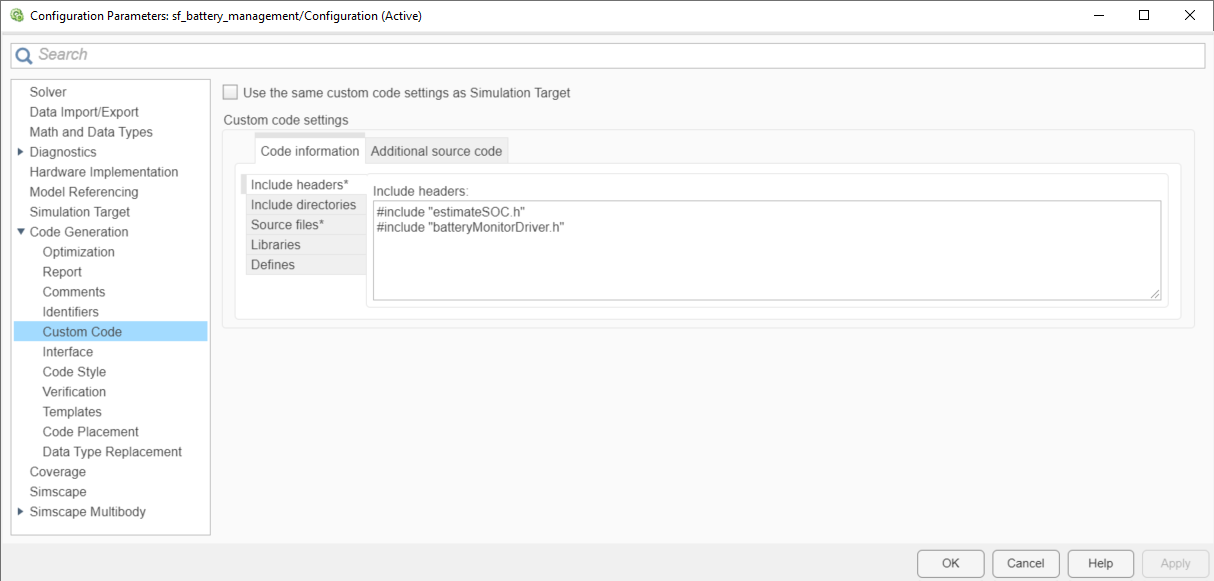 Configuration Parameters: sf_battery_management/Configuration (Active)
Search
Solver
Data Import/Export
Math and Data Types
Diagnostics
Hardware Implementation
Model Referencing
Simulation Target
Code Generation
Optimization
Report
Comments
Identifiers
Custom Code
Interface
Code Style
Verification
Templates
Code Placement
Data Type Replacement
Coverage
Simscape
Simscape Multibody
Use the same custom code settings as Simulation Target
Custom code settings
Code information
Additional source code
Include headers*
Include directories
Source files*
Libraries
Defines
Include headers:
#include "estimateSOC.h"
#include "batteryMonitorDriver.h"
OK
Cancel
Help
Apply